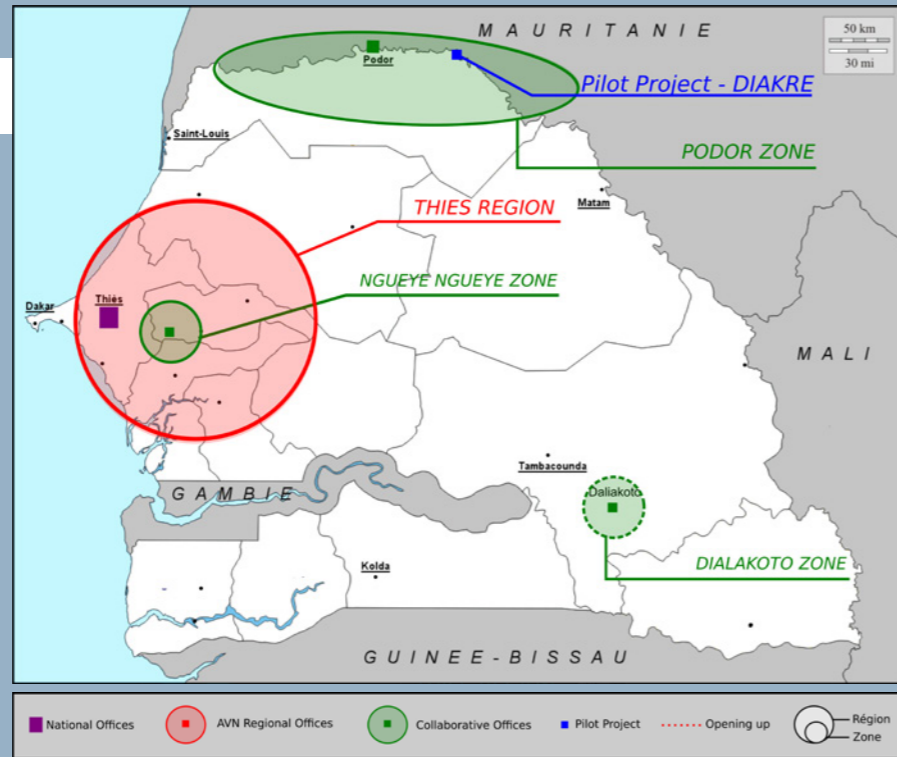 MAURITANIE
50 km
30 mi
Podor
Pilot Project - DIAKRE
Saint-Louis
PODOR ZONE
Matam
THIES REGION
NGUEYE NGUEYE ZONE
Dakar
Thiès
MALI
Tambacounda
GAMBIE
Daliakoto
Kolda
DIALAKOTO ZONE
GUINEE-BISSAU
National Offices
AVN Regional Offices
Collaborative Offices
Pilot Project
Opening up
Région
Zone